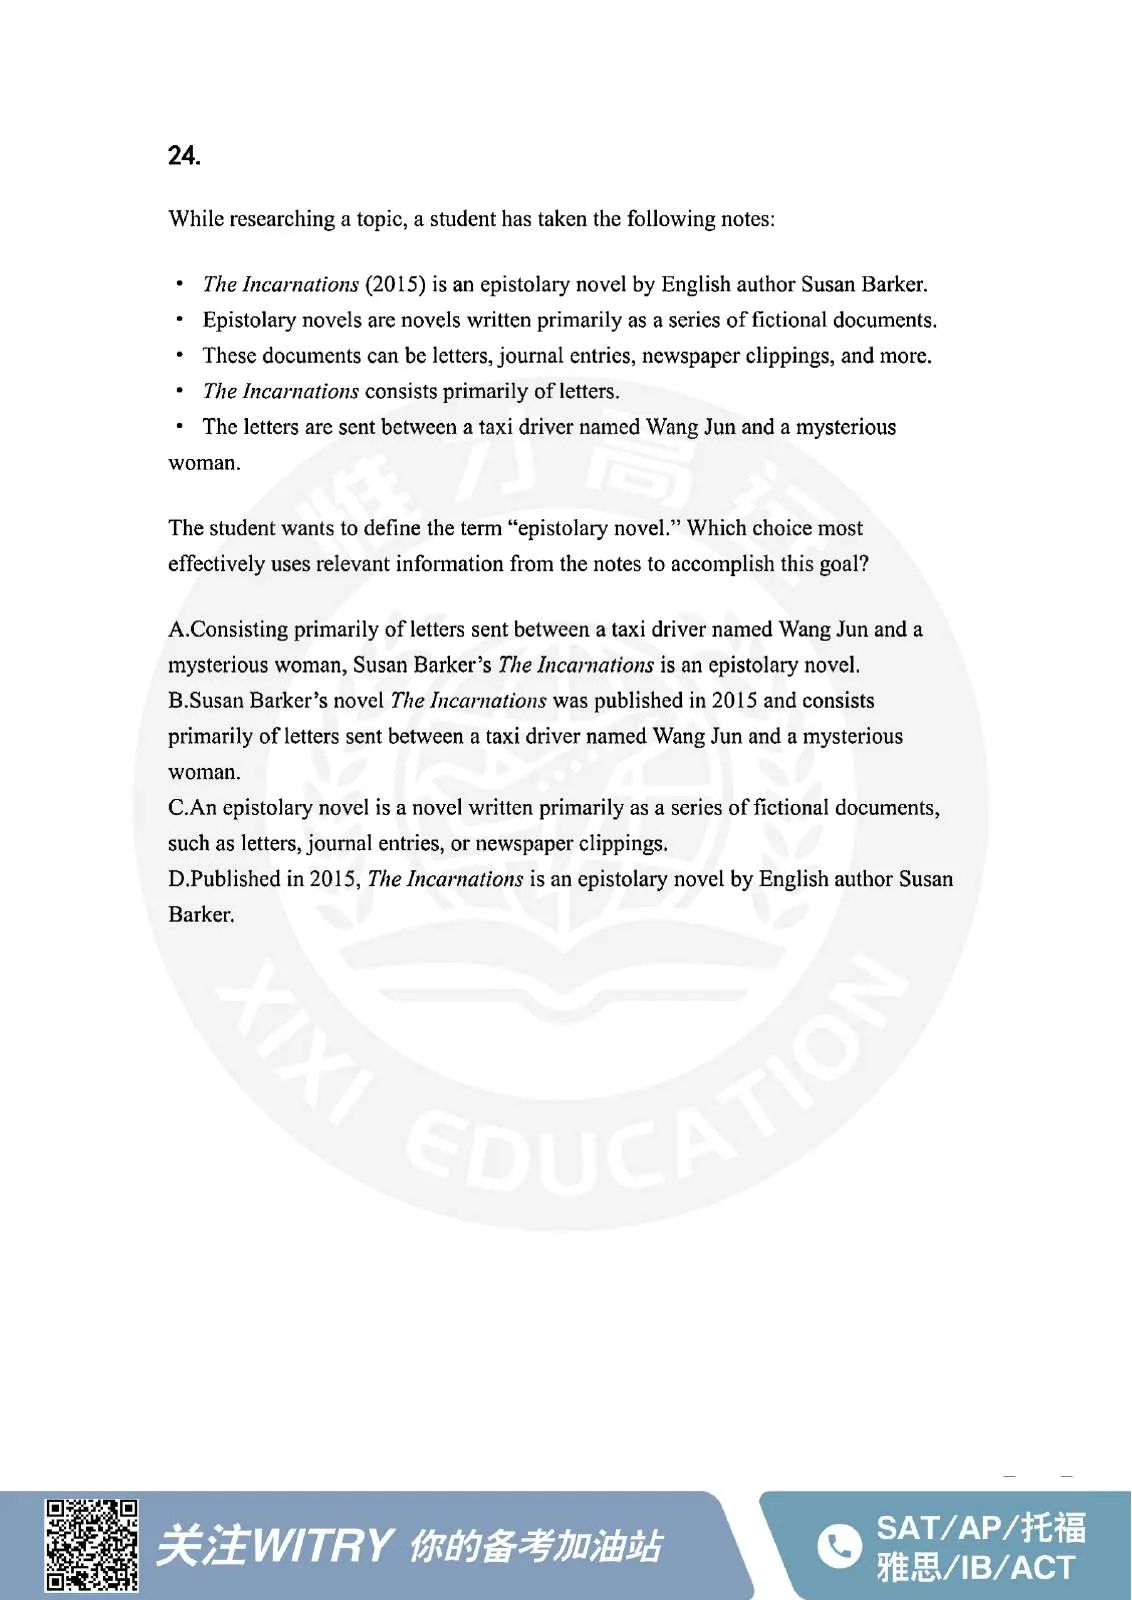 24.
While researching a topic, a student has taken the following notes:
• The Incarnations (2015) is an epistolary novel by English author Susan Barker.
• Epistolary novels are novels written primarily as a series of fictional documents.
• These documents can be letters, journal entries, newspaper clippings, and more.
• The Incarnations consists primarily of letters.
• The letters are sent between a taxi driver named Wang Jun and a mysterious
woman.
The student wants to define the term “epistolary novel.” Which choice most
effectively uses relevant information from the notes to accomplish this goal?
A.Consisting primarily of letters sent between a taxi driver named Wang Jun and a
mysterious woman, Susan Barker’s The Incarnations is an epistolary novel.
B.Susan Barker’s novel The Incarnations was published in 2015 and consists
primarily of letters sent between a taxi driver named Wang Jun and a mysterious
woman.
C.An epistolary novel is a novel written primarily as a series of fictional documents,
such as letters, journal entries, or newspaper clippings.
D.Published in 2015, The Incarnations is an epistolary novel by English author Susan
Barker.
惟力高远
XIXI EDUCATION
关注WITRY 你的备考加油站
SAT/AP/托福
雅思/IB/ACT